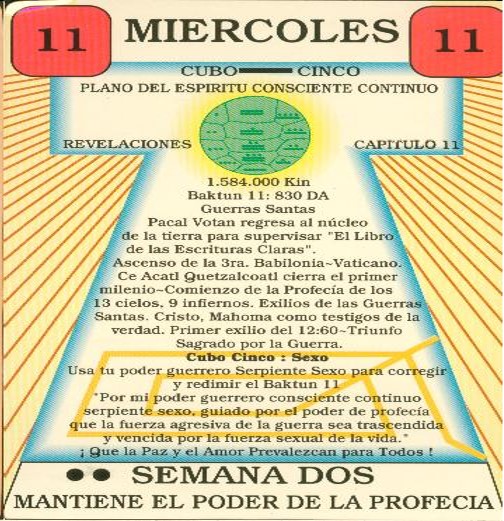 11 MIERCOLES 11
CUBO CINCO
PLANO DEL ESPIRITU CONSCIENTE CONTINUO
REVELACIONES CAPITULO 11
1.584.000 Kin
Baktun 11: 830 DA
Guerras Santas
Pacal Votan regresa al núcleo
de la tierra para supervisar "El Libro
de las Escrituras Claras".
Ascenso de la 3ra. Babilonia~Vaticano.
Ce Acatl Quetzalcoatl cierra el primer
milenio~Comienzo de la Profecía de los
13 cielos, 9 infiernos. Exilios de las Guerras
Santas. Cristo, Mahoma como testigos de la
verdad. Primer exilio del 12:60~Triunfo
Sagrado por la Guerra.
Cubo Cinco : Sexo
Usa tu poder guerrero Serpiente Sexo para corregir
y redimir el Baktun 11
"Por mi poder guerrero consciente continuo
serpiente sexo, guiado por el poder de profecía
que la fuerza agresiva de la guerra sea trascendida
y vencida por la fuerza sexual de la vida."
¡ Que la Paz y el Amor Prevalezcan para Todos !
SEMANA DOS
MANTIENE EL PODER DE LA PROFECIA